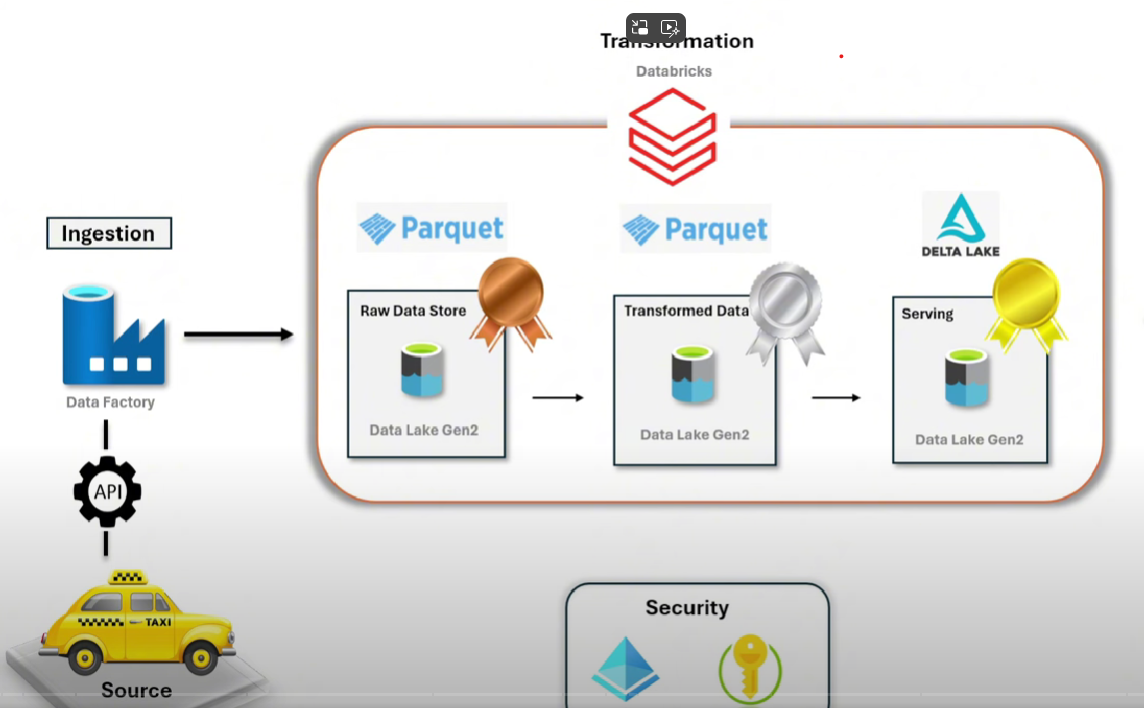 Transformation
Databricks
Ingestion
Data Factory
API
TAXI
Source
Parquet
Raw Data Store
Data Lake Gen2
Parquet
Transformed Data
Data Lake Gen2
DELTA LAKE
Serving
Data Lake Gen2
Security